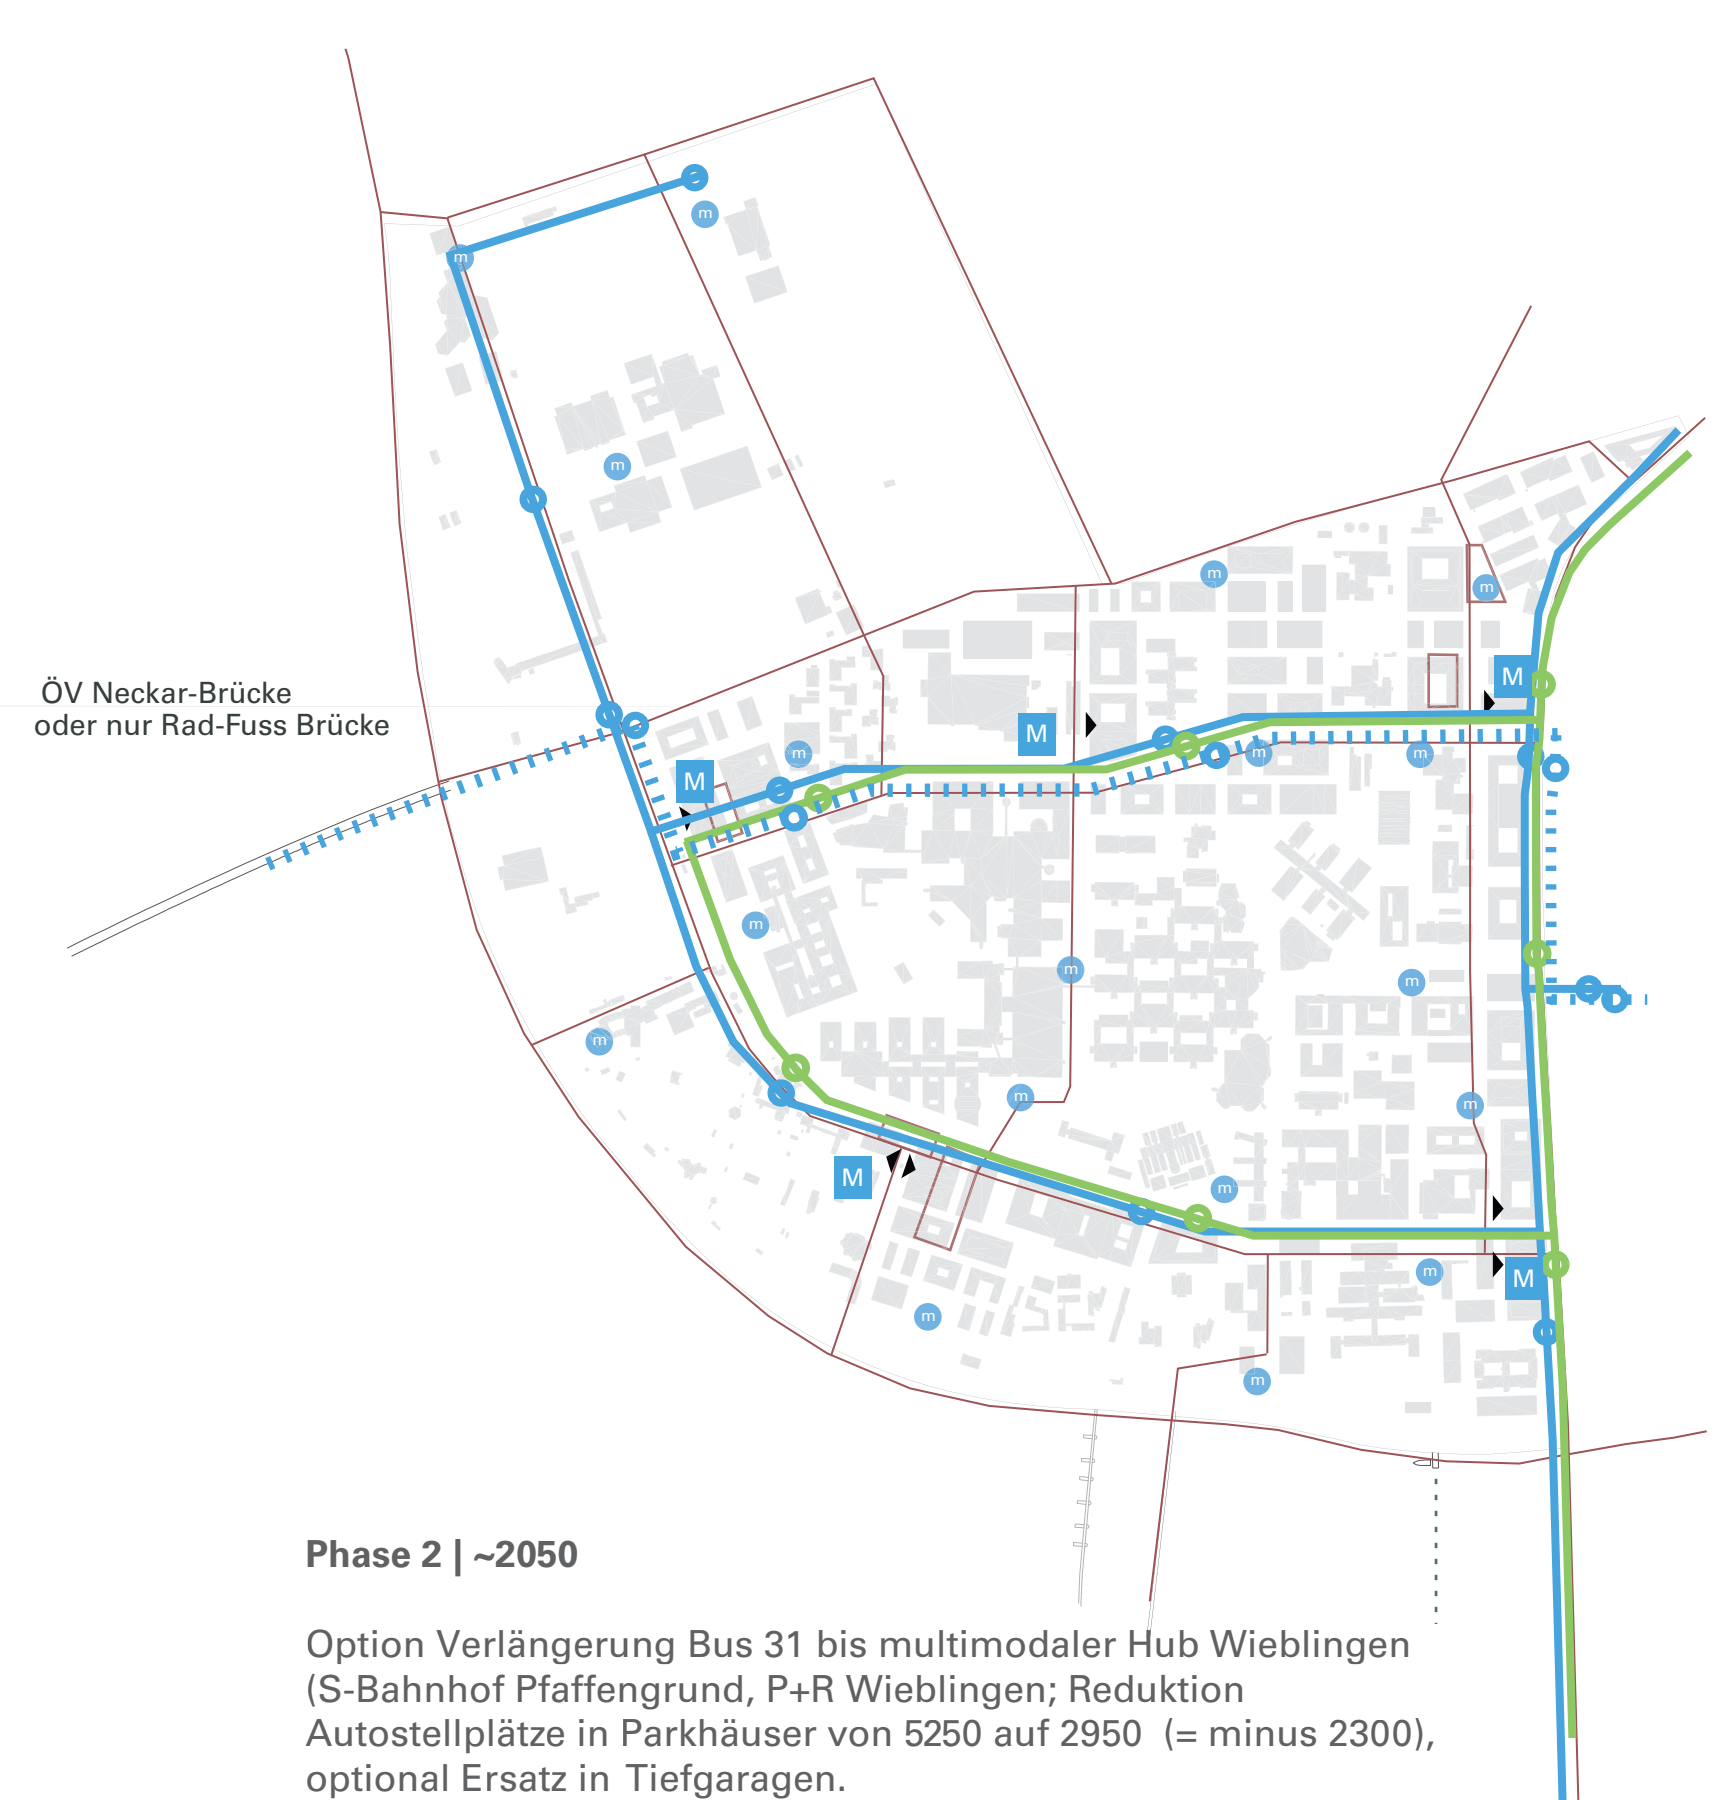 m
m
m
m
m
ÖV Neckar-Brücke
oder nur Rad-Fuss Brücke
M
M
m
m
m
M
m
m
m
m
m
m
m
M
m
m
M
m
m
Phase 2 | ~2050
Option Verlängerung Bus 31 bis multimodaler Hub Wieblingen
(S-Bahnhof Pfaffengrund, P+R Wieblingen; Reduktion
Autostellplätze in Parkhäuser von 5250 auf 2950 (= minus 2300),
optional Ersatz in Tiefgaragen.